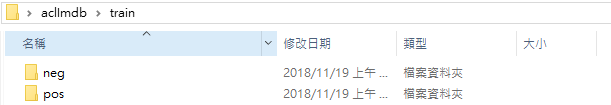 aclImdb > train
名稱 修改日期 類型 大小
neg 2018/11/19 上午 ... 檔案資料夾
pos 2018/11/19 上午 ... 檔案資料夾